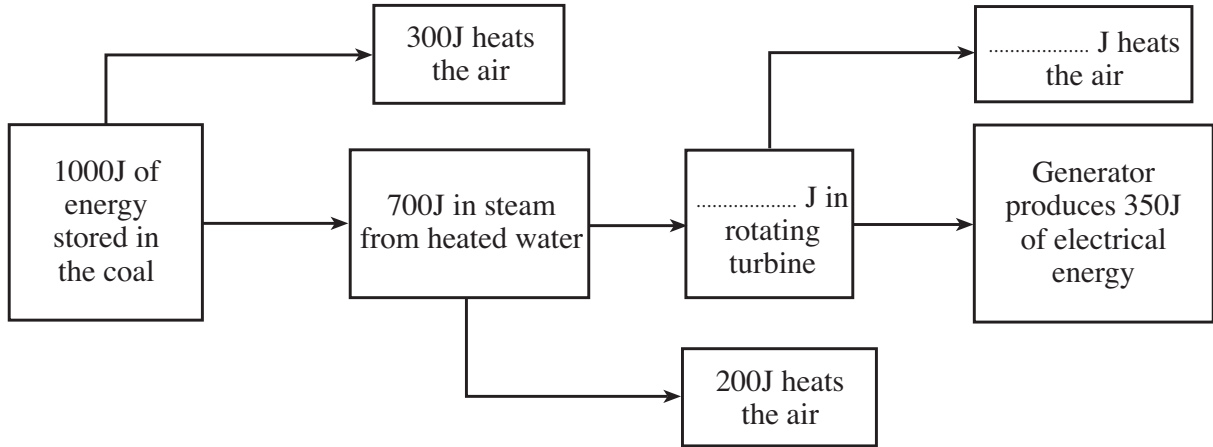 300J heats
the air
................... J heats
the air
1000J of
energy
stored in
the coal
700J in steam
from heated water
................... J in
rotating
turbine
Generator
produces 350J
of electrical
energy
200J heats
the air